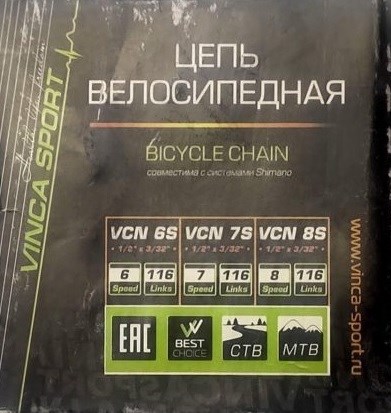 ЦЕПЬ
ВЕЛОСИПЕДНАЯ
BICYCLE CHAIN
совместима с системами Shimano
VINCA SPORT
VCN 6S VCN 7S VCN 8S
• 1/2" x 3/32" • • 1/2" x 3/32" • • 1/2" x 3/32" •
6 116 7 116 8 116
Speed Links Speed Links Speed Links
EAC
BEST
CHOICE
СТВ
МТВ
www.vinca-sport.ru